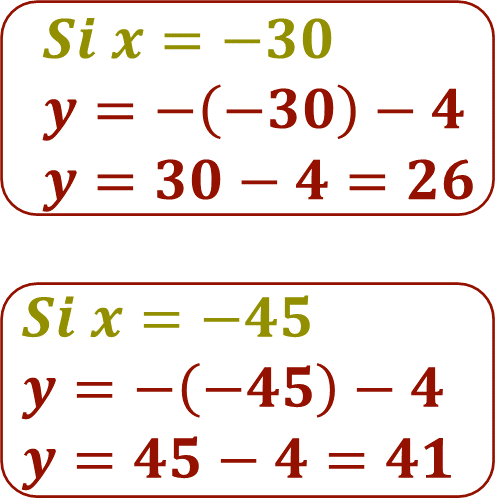 Si x = −30
y = −(−30) − 4
y = 30 − 4 = 26
Si x = −45
y = −(−45) − 4
y = 45 − 4 = 41